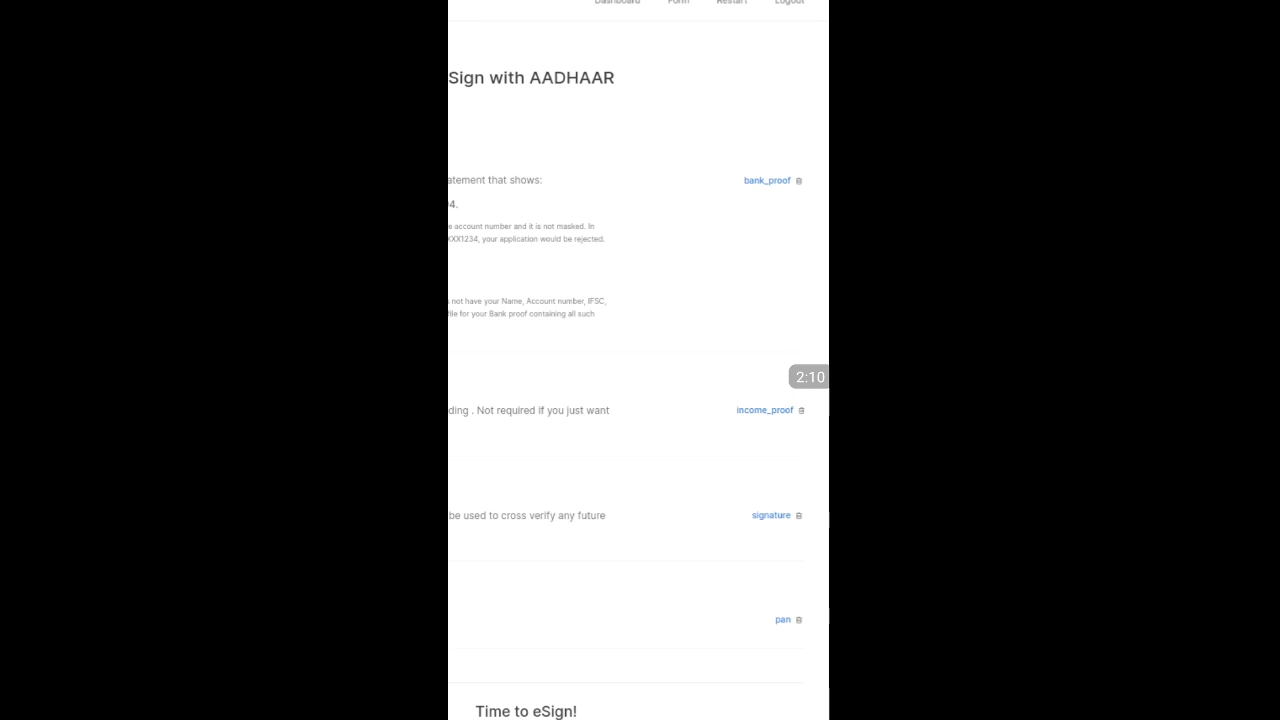 Dashboard Form Restart Logout
Sign with AADHAAR
atement that shows: bank_proof
04.
e account number and it is not masked. In
XXX1234, your application would be rejected.
s not have your Name, Account number, IFSC,
file for your Bank proof containing all such
2:10
ding . Not required if you just want income_proof
be used to cross verify any future signature
pan
Time to eSign!